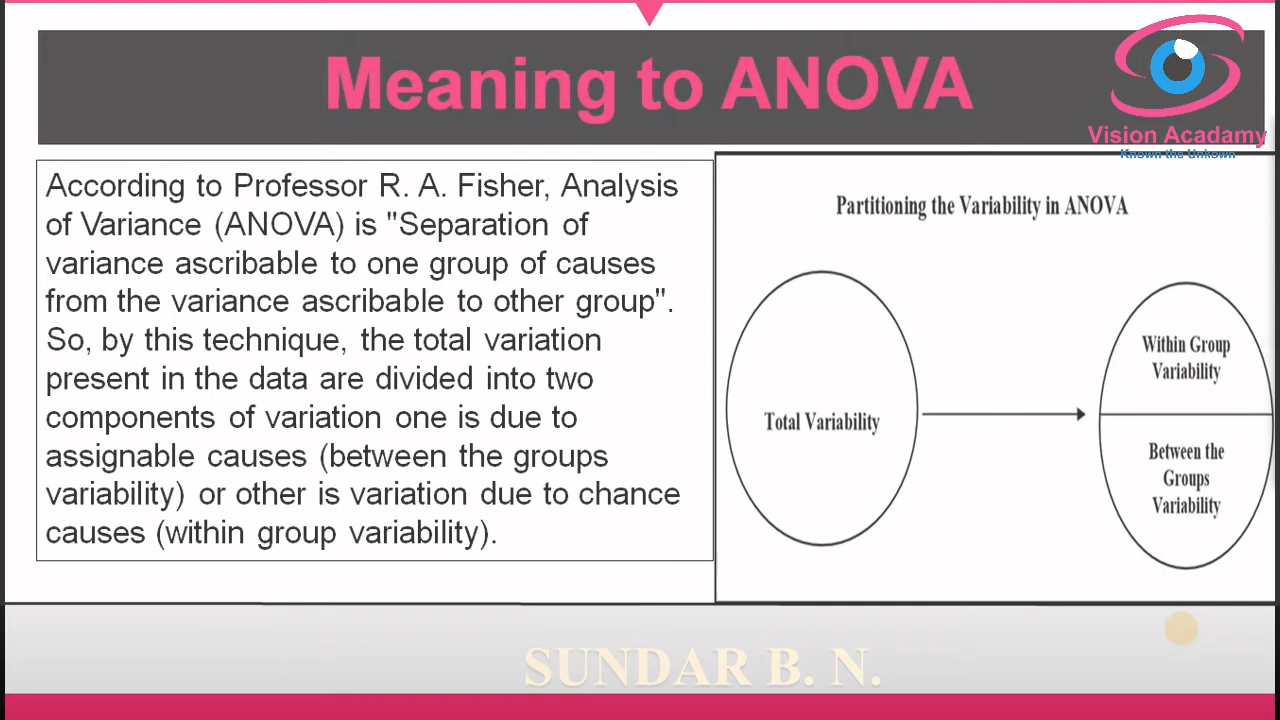 Meaning to ANOVA
Vision Acadamy
Known the Unkown
According to Professor R. A. Fisher, Analysis
of Variance (ANOVA) is "Separation of
variance ascribable to one group of causes
from the variance ascribable to other group".
So, by this technique, the total variation
present in the data are divided into two
components of variation one is due to
assignable causes (between the groups
variability) or other is variation due to chance
causes (within group variability).
Partitioning the Variability in ANOVA
Total Variability
Within Group
Variability
Between the
Groups
Variability
SUNDAR B. N.